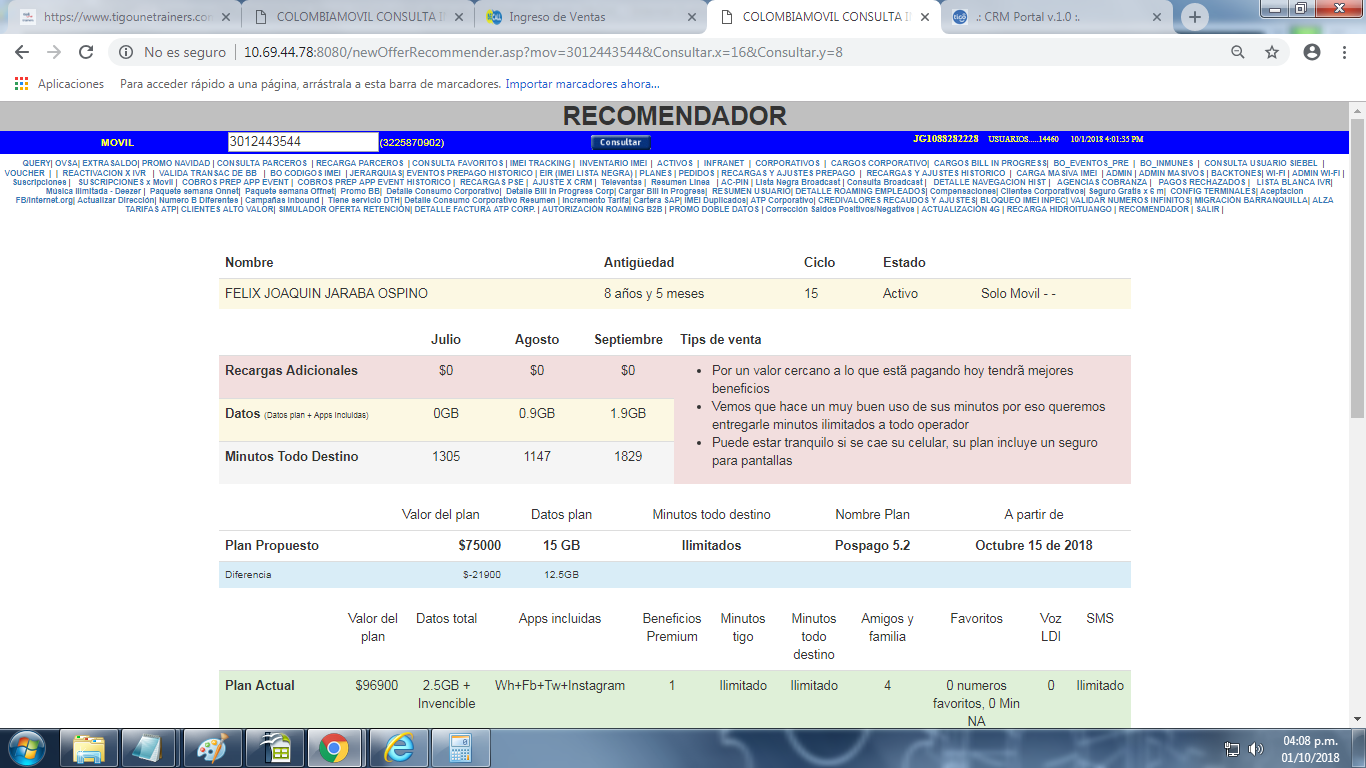 https://www.tigounetrainers.com
COLOMBIAMOVIL CONSULTA I
Ingreso de Ventas
COLOMBIAMOVIL CONSULTA I
.: CRM Portal v.1.0 :.
No es seguro | 10.69.44.78:8080/newOfferRecommender.asp?mov=3012443544&Consultar.x=16&Consultar.y=8
Aplicaciones Para acceder rápido a una página, arrástrala a esta barra de marcadores. Importar marcadores ahora...
RECOMENDADOR
MOVIL 3012443544 (3225870902) Consultar JG1088282228 USUARIOS.....14460 10/1/2018 4:01:35 PM
QUERY| OVSA| EXTRASALDO| PROMO NAVIDAD | CONSULTA PARCEROS | RECARGA PARCEROS | CONSULTA FAVORITOS | IMEI TRACKING | INVENTARIO IMEI | ACTIVOS | INFRANET | CORPORATIVOS | CARGOS CORPORATIVO| CARGOS BILL IN PROGRESS| BO_EVENTOS_PRE | BO_INMUNES | CONSULTA USUARIO SIEBEL |
VOUCHER | | REACTIVACION X IVR | VALIDA TRANSAC DE BB | BO CODIGOS IMEI | JERARQUIAS| EVENTOS PREPAGO HISTORICO | EIR (IMEI LISTA NEGRA) | PLANES | PEDIDOS | RECARGAS Y AJUSTES PREPAGO | RECARGAS Y AJUSTES HISTORICO | CARGA MASIVA IMEI | ADMIN | ADMIN MASIVOS | BACKTONES| WI-FI | ADMIN WI-FI |
Suscripciones | SUSCRIPCIONES x Movil | COBROS PREP APP EVENT | COBROS PREP APP EVENT HISTORICO | RECARGAS PSE | AJUSTE X CRM | Televentas | Resumen Linea | AC-PIN | Lista Negra Broadcast | Consulta Broadcast | DETALLE NAVEGACION HIST | AGENCIAS COBRANZA | PAGOS RECHAZADOS | LISTA BLANCA IVR|
Musica Ilimitada - Deezer | Paquete semana Onnet| Paquete semana Offnet| Promo BB| Detalle Consumo Corporativo| Detalle Bill In Progress Corp| Cargar Bill In Progress| RESUMEN USUARIO| DETALLE ROAMING EMPLEADOS| Compensaciones| Clientes Corporativos| Seguro Gratis x 6 m| CONFIG TERMINALES| Aceptacion
FB/Internet.org| Actualizar Dirección| Numero B Diferentes | Campañas Inbound | Tiene servicio DTH| Detalle Consumo Corporativo Resumen | Incremento Tarifa| Cartera SAP| IMEI Duplicados| ATP Corporativo| CREDIVALORES RECAUDOS Y AJUSTES| BLOQUEO IMEI INPEC| VALIDAR NUMEROS INFINITOS| MIGRACIÓN BARRANQUILLA| ALZA
TARIFAS ATP| CLIENTES ALTO VALOR| SIMULADOR OFERTA RETENCIÓN| DETALLE FACTURA ATP CORP. | AUTORIZACIÓN ROAMING B2B | PROMO DOBLE DATOS | Corrección Saldos Positivos/Negativos | ACTUALIZACIÓN 4G | RECARGA HIDROITUANGO | RECOMENDADOR | SALIR |
Nombre Antigüedad Ciclo Estado
FELIX JOAQUIN JARABA OSPINO 8 años y 5 meses 15 Activo Solo Movil - -
Julio Agosto Septiembre Tips de venta
Recargas Adicionales $0 $0 $0
• Por un valor cercano a lo que estã pagando hoy tendrã mejores
beneficios
Datos (Datos plan + Apps Incluidas) 0GB 0.9GB 1.9GB
• Vemos que hace un muy buen uso de sus minutos por eso queremos
entregarle minutos ilimitados a todo operador
• Puede estar tranquilo si se cae su celular, su plan incluye un seguro
para pantallas
Minutos Todo Destino 1305 1147 1829
Valor del plan Datos plan Minutos todo destino Nombre Plan A partir de
Plan Propuesto $75000 15 GB Ilimitados Pospago 5.2 Octubre 15 de 2018
Diferencia $-21900 12.5GB
Valor del plan Datos total Apps incluidas Beneficios Premium Minutos tigo Minutos todo destino Amigos y familia Favoritos Voz LDI SMS
Plan Actual $96900 2.5GB + Invencible Wh+Fb+Tw+Instagram 1 Ilimitado Ilimitado 4 0 numeros favoritos, 0 Min NA 0 Ilimitado
04:08 p.m.
01/10/2018